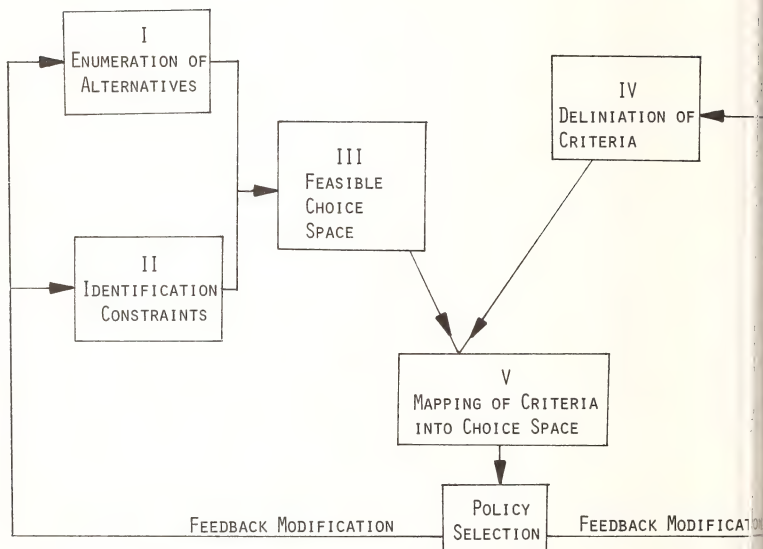 I
ENUMERATION OF
ALTERNATIVES
IV
DELINIATION OF
CRITERIA
III
FEASIBLE
CHOICE
SPACE
II
IDENTIFICATION
CONSTRAINTS
V
MAPPING OF CRITERIA
INTO CHOICE SPACE
POLICY
SELECTION
FEEDBACK MODIFICATION
FEEDBACK